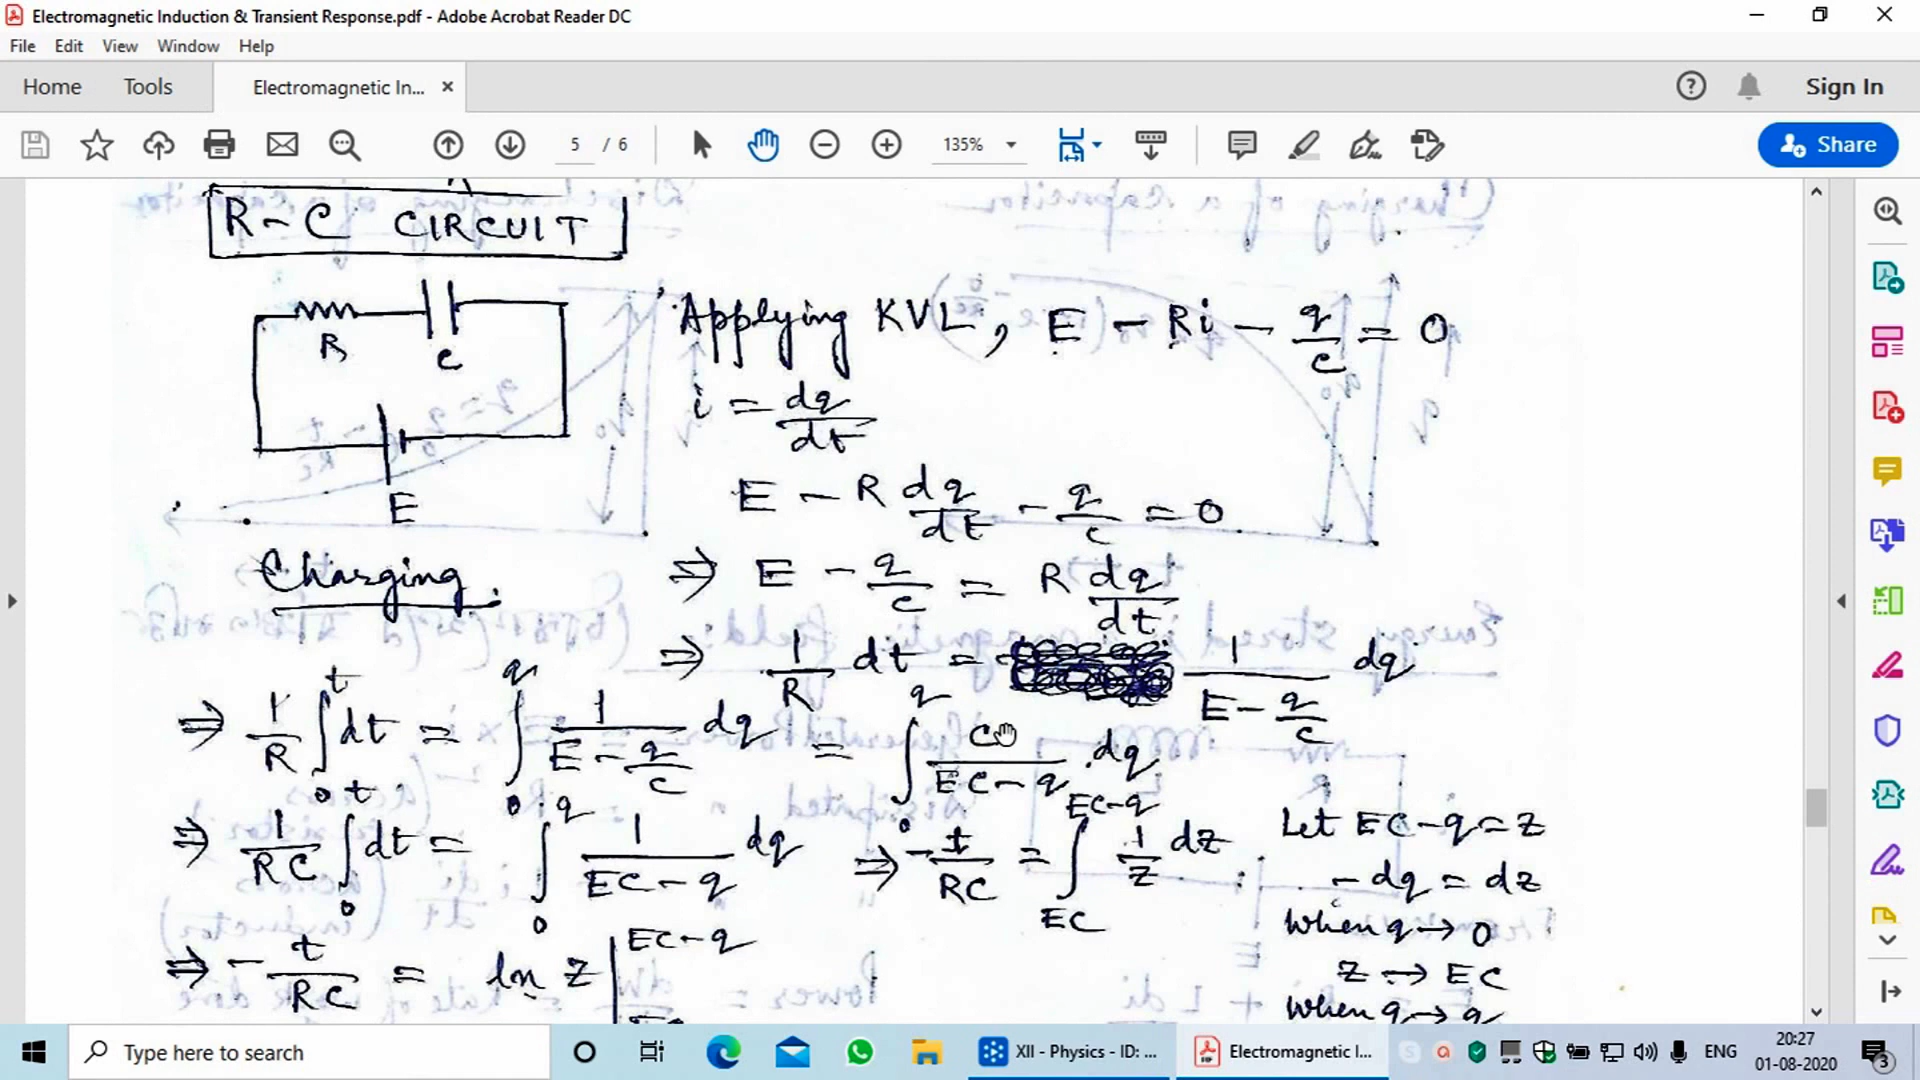 Electromagnetic Induction & Transient Response.pdf - Adobe Acrobat Reader DC
File Edit View Window Help
Home Tools Electromagnetic In... × Sign In
5 / 6 135% Share
R-C CIRCUIT
R
C
E
Applying KVL, E - Ri - q/c = 0
i = dq/dt
E - R dq/dt - q/c = 0
Charging
⇒ E - q/c = R dq/dt
⇒ 1/R dt = 1/(E - q/c) dq
⇒ 1/R ∫₀ᵗ dt = ∫₀^q 1/(E - q/c) dq = ∫₀^q C/(EC - q) . dq
⇒ 1/RC ∫₀ᵗ dt = ∫₀^q 1/(EC - q) dq ⇒ - t/RC = ∫_EC^(EC-q) 1/z dz
Let EC - q = z
- dq = dz
When q → 0
z → EC
When q → q
⇒ - t/RC = ln z |^(EC-q)
Type here to search
XII - Physics - ID: ...
Electromagnetic I...
ENG
20:27
01-08-2020
3